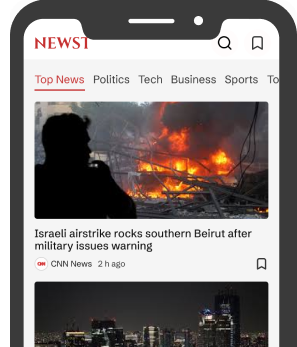 NEWST
Top News Politics Tech Business Sports To
Israeli airstrike rocks southern Beirut after
military issues warning
CNN CNN News 2 h ago